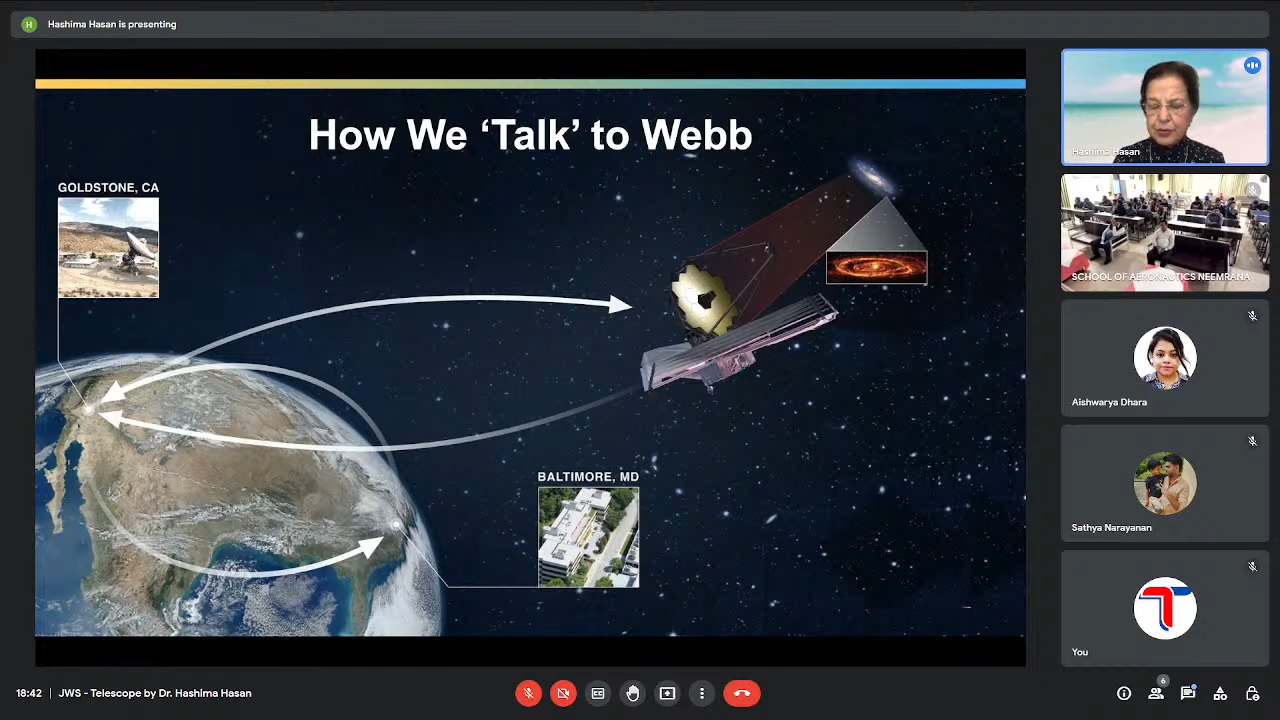 H
Hashima Hasan is presenting
How We ‘Talk’ to Webb
GOLDSTONE, CA
BALTIMORE, MD
Hashima Hasan
SCHOOL OF AERONAUTICS NEEMRANA
Aishwarya Dhara
Sathya Narayanan
You
18:42 | JWS - Telescope by Dr. Hashima Hasan
6